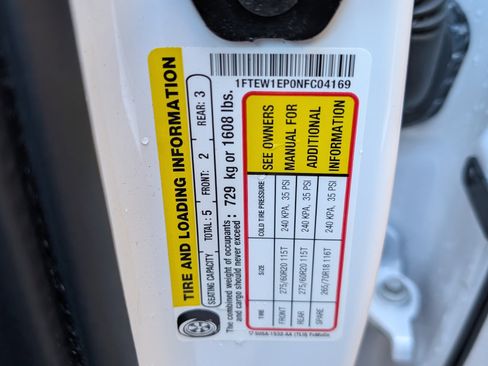 TIRE AND LOADING INFORMATION
SEATING CAPACITY TOTAL: 5 FRONT: 2 REAR: 3
The combined weight of occupants and cargo should never exceed : 729 kg or 1608 lbs.
1FTEW1EP0NFC04169
TIRE SIZE COLD TIRE PRESSURE SEE OWNERS
FRONT 275/60R20 115T 240 KPA, 35 PSI MANUAL FOR
REAR 275/60R20 115T 240 KPA, 35 PSI ADDITIONAL
SPARE 265/70R18 116T 240 KPA, 35 PSI INFORMATION